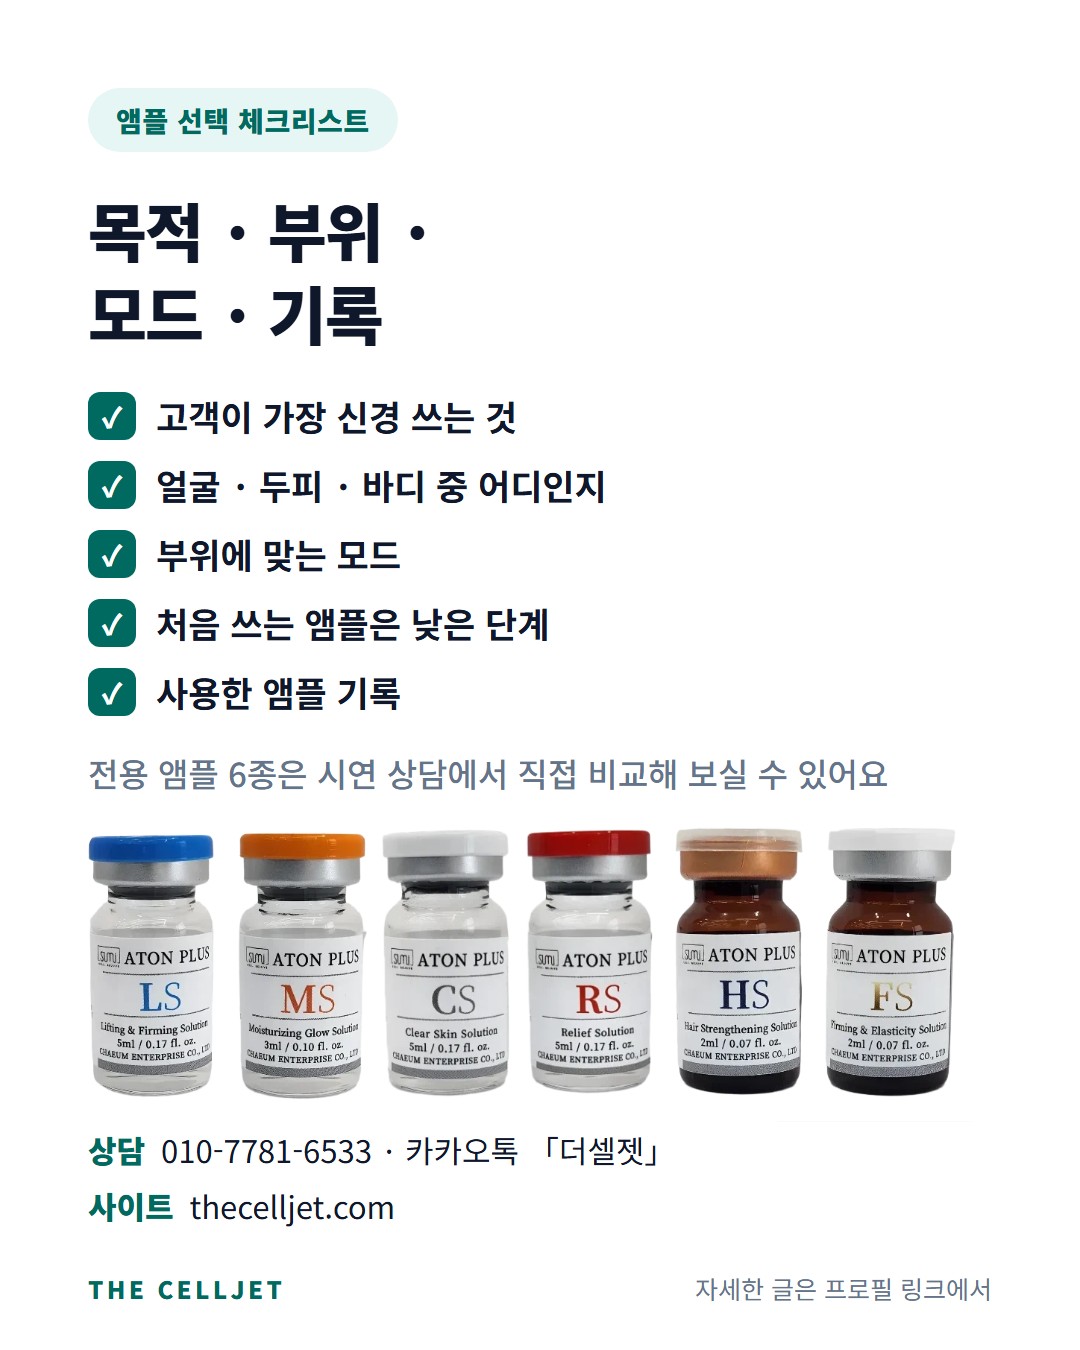 앰플 선택 체크리스트
목적 · 부위 ·
모드 · 기록
✓ 고객이 가장 신경 쓰는 것
✓ 얼굴 · 두피 · 바디 중 어디인지
✓ 부위에 맞는 모드
✓ 처음 쓰는 앰플은 낮은 단계
✓ 사용한 앰플 기록
전용 앰플 6종은 시연 상담에서 직접 비교해 보실 수 있어요
SUMJ ATON PLUS
LS
Lifting & Firming Solution
5ml / 0.17 fl. oz.
CHAEUM ENTERPRISE CO., LTD
ATON PLUS
MS
Moisturizing Glow Solution
3ml / 0.10 fl. oz.
CHAEUM ENTERPRISE CO., LTD
ATON PLUS
CS
Clear Skin Solution
5ml / 0.17 fl. oz.
CHAEUM ENTERPRISE CO., LTD
ATON PLUS
RS
Relief Solution
5ml / 0.17 fl. oz.
CHAEUM ENTERPRISE CO., LTD
ATON PLUS
HS
Hair Strengthening Solution
2ml / 0.07 fl. oz.
CHAEUM ENTERPRISE CO., LTD
ATON PLUS
FS
Firming & Elasticity Solution
2ml / 0.07 fl. oz.
CHAEUM ENTERPRISE CO., LTD
상담 010-7781-6533 · 카카오톡 「더셀젯」
사이트 thecelljet.com
THE CELLJET
자세한 글은 프로필 링크에서